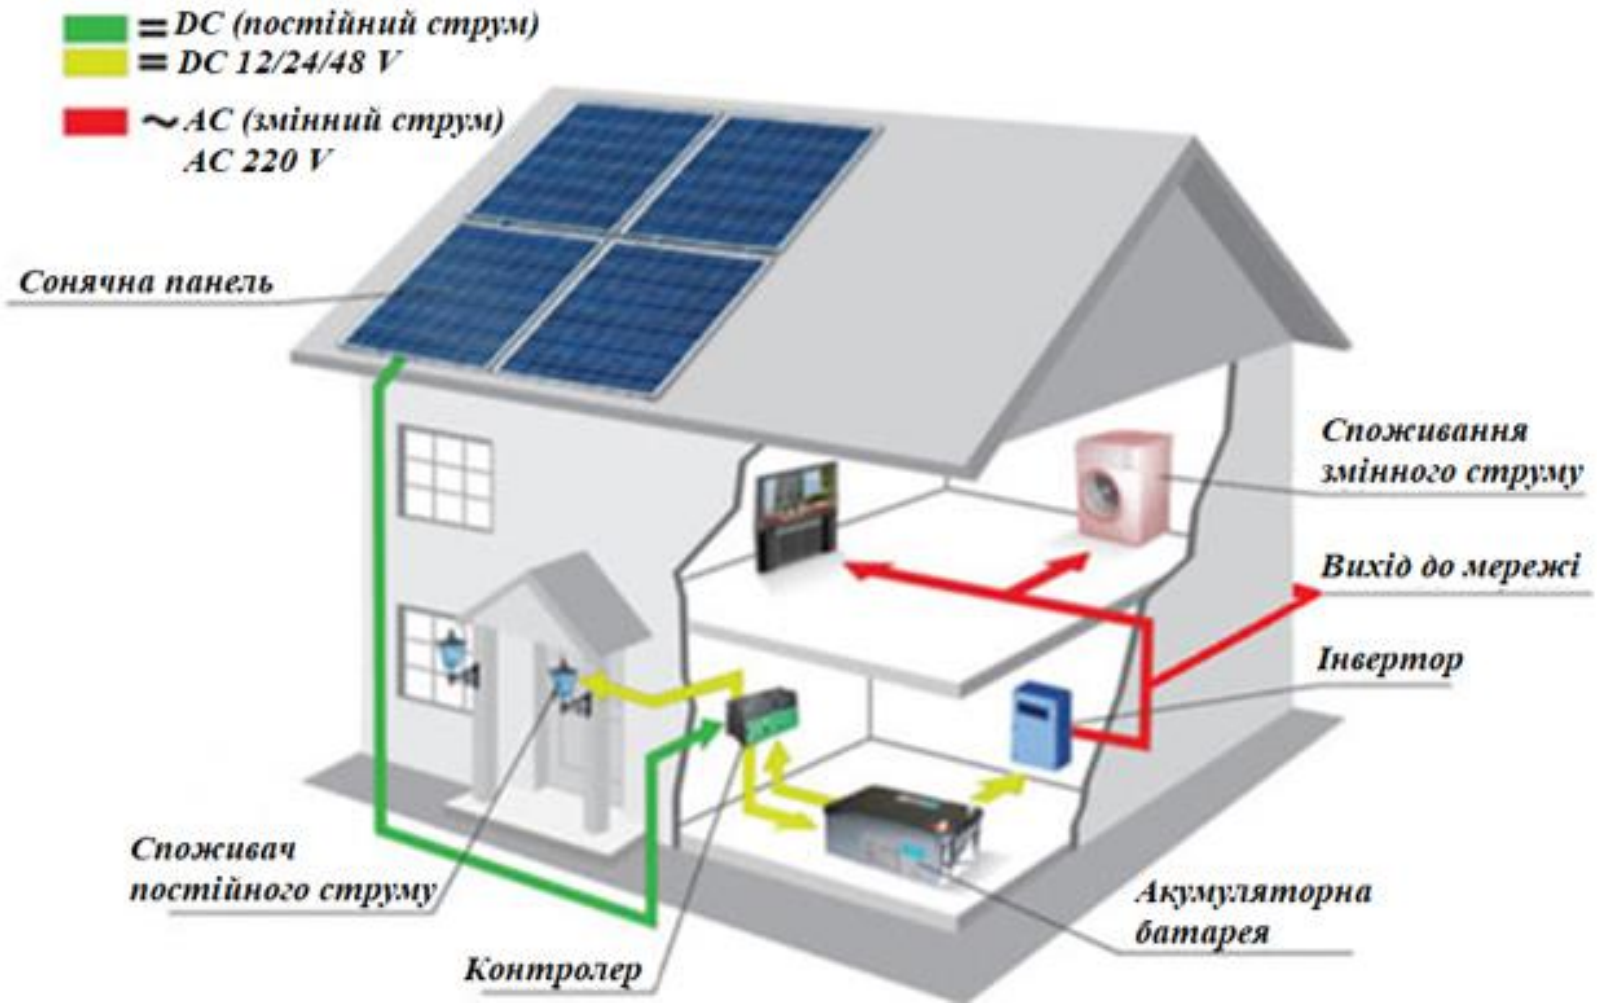 = DC (постійний струм)
= DC 12/24/48 V
~ AC (змінний струм)
AC 220 V
Сонячна панель
Споживання
змінного струму
Вихід до мережі
Інвертор
Споживач
постійного струму
Акумуляторна
батарея
Контролер